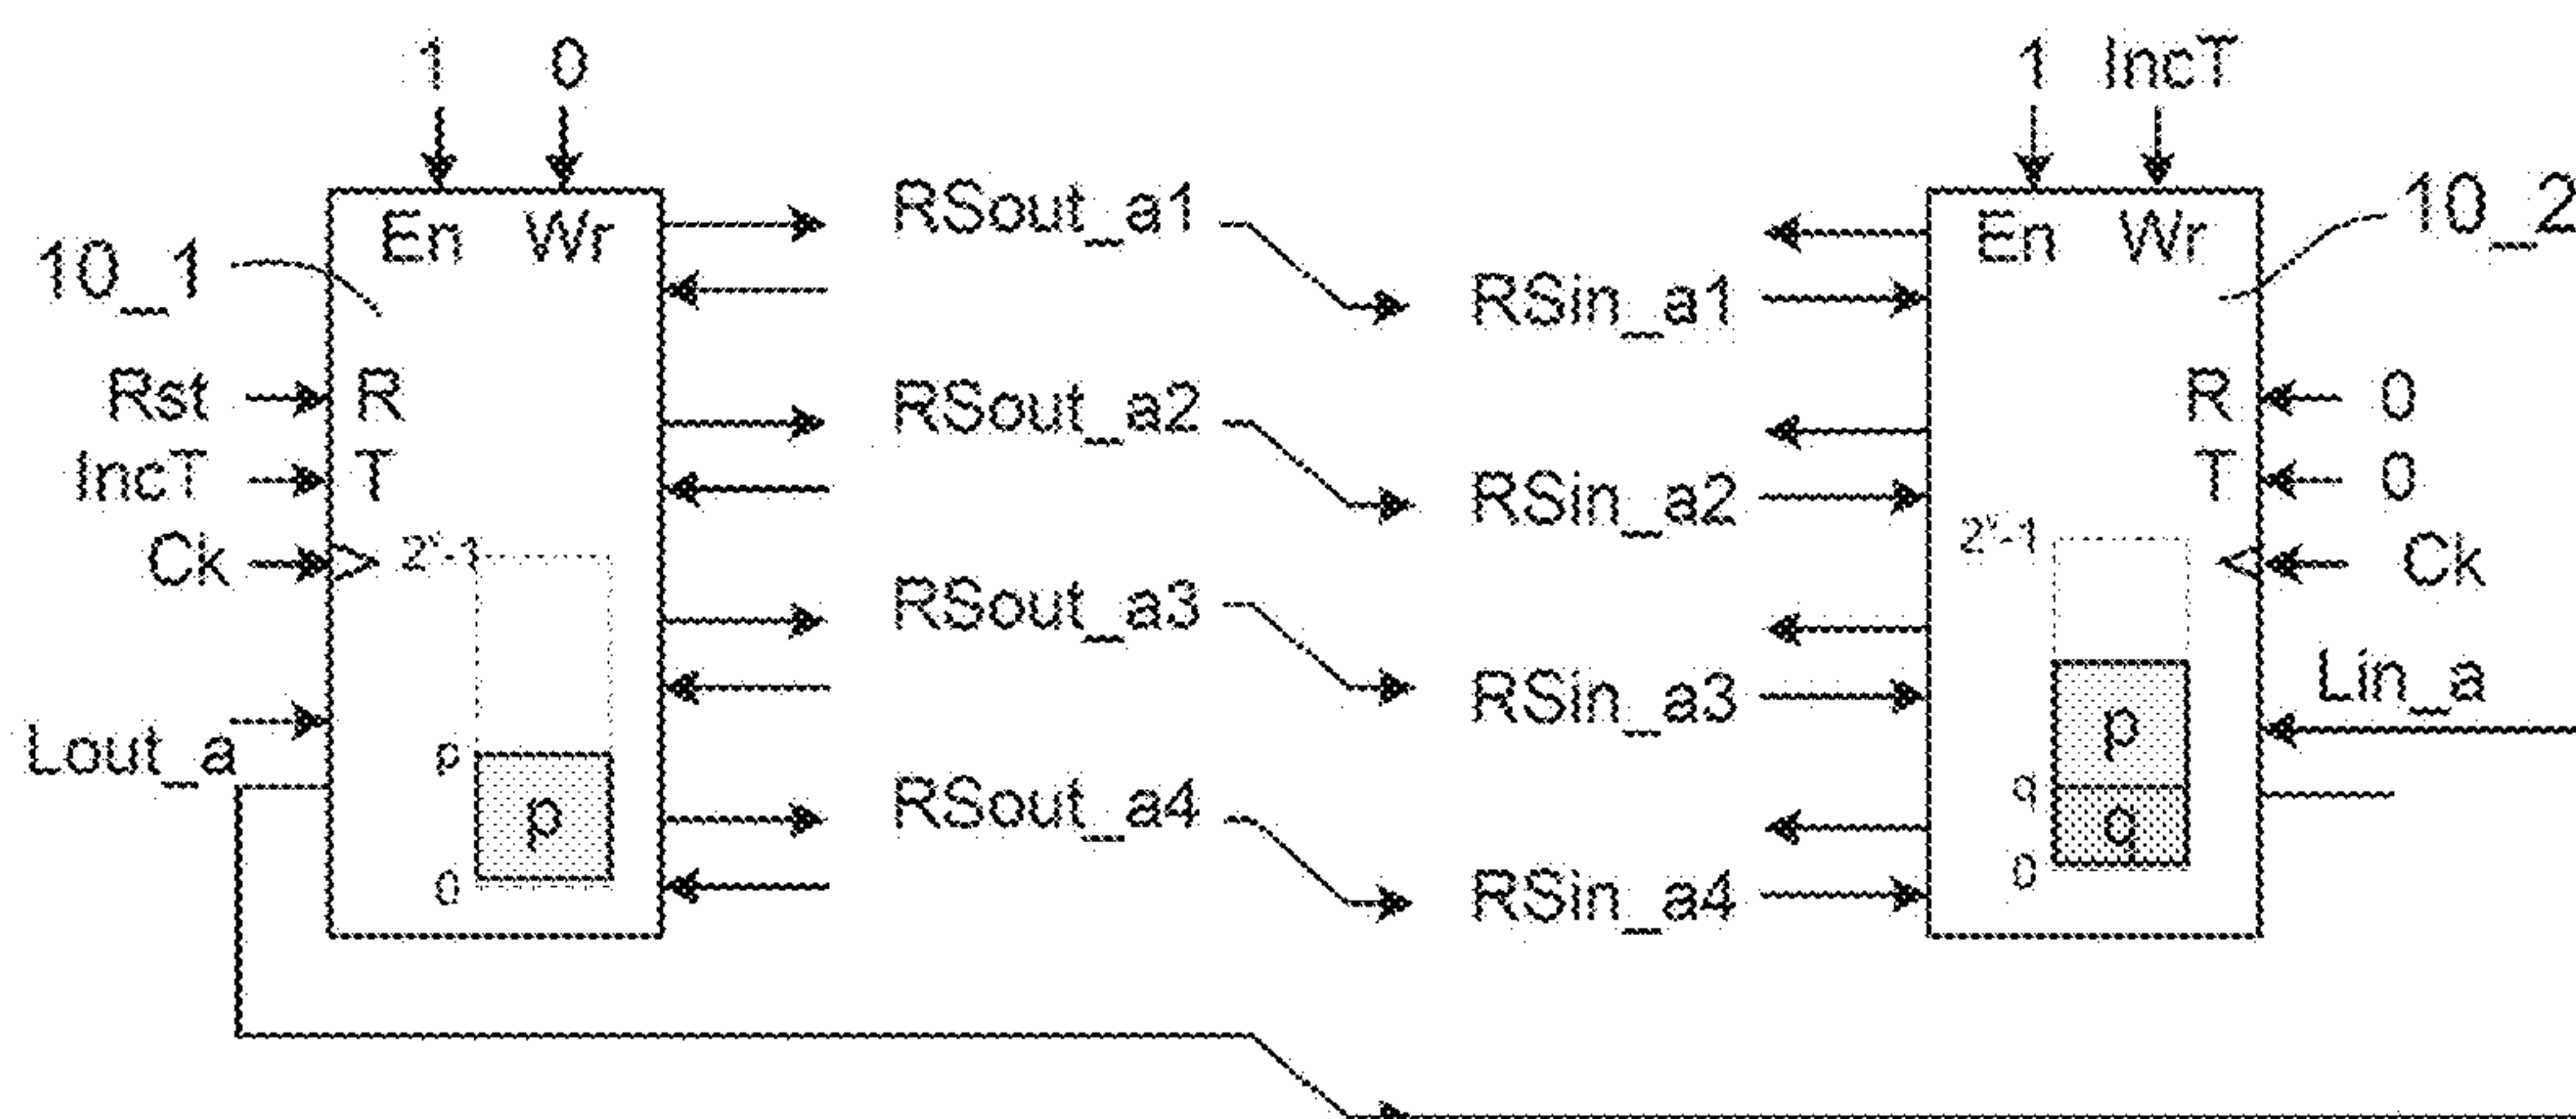 1 0
1 IncT
En Wr
RSout_a1
En Wr
10_2
10_1
RSin_a1
Rst R
RSout_a2
R 0
IncT T
RSin_a2
T 0
Ck
Ck
RSout_a3
Lout_a
p
RSin_a3
p
Lin_a
p
RSout_a4
q
q
0
RSin_a4
0